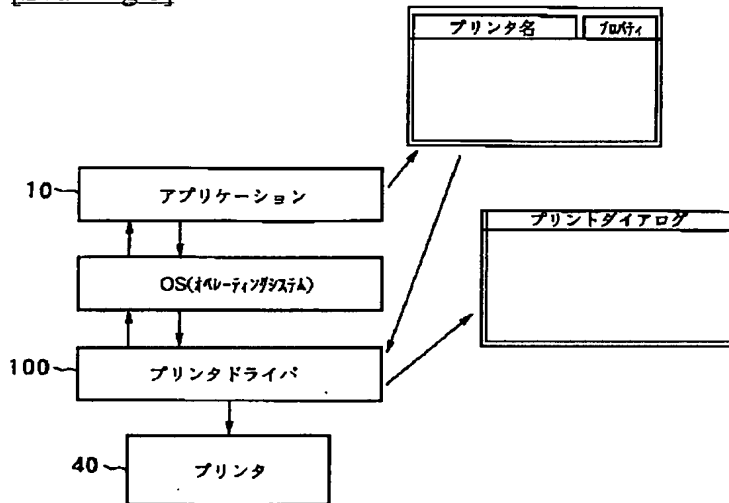 プリンタ名 プロパティ
10 アプリケーション
プリントダイアログ
OS(オペレーティングシステム)
100 プリンタドライバ
40 プリンタ